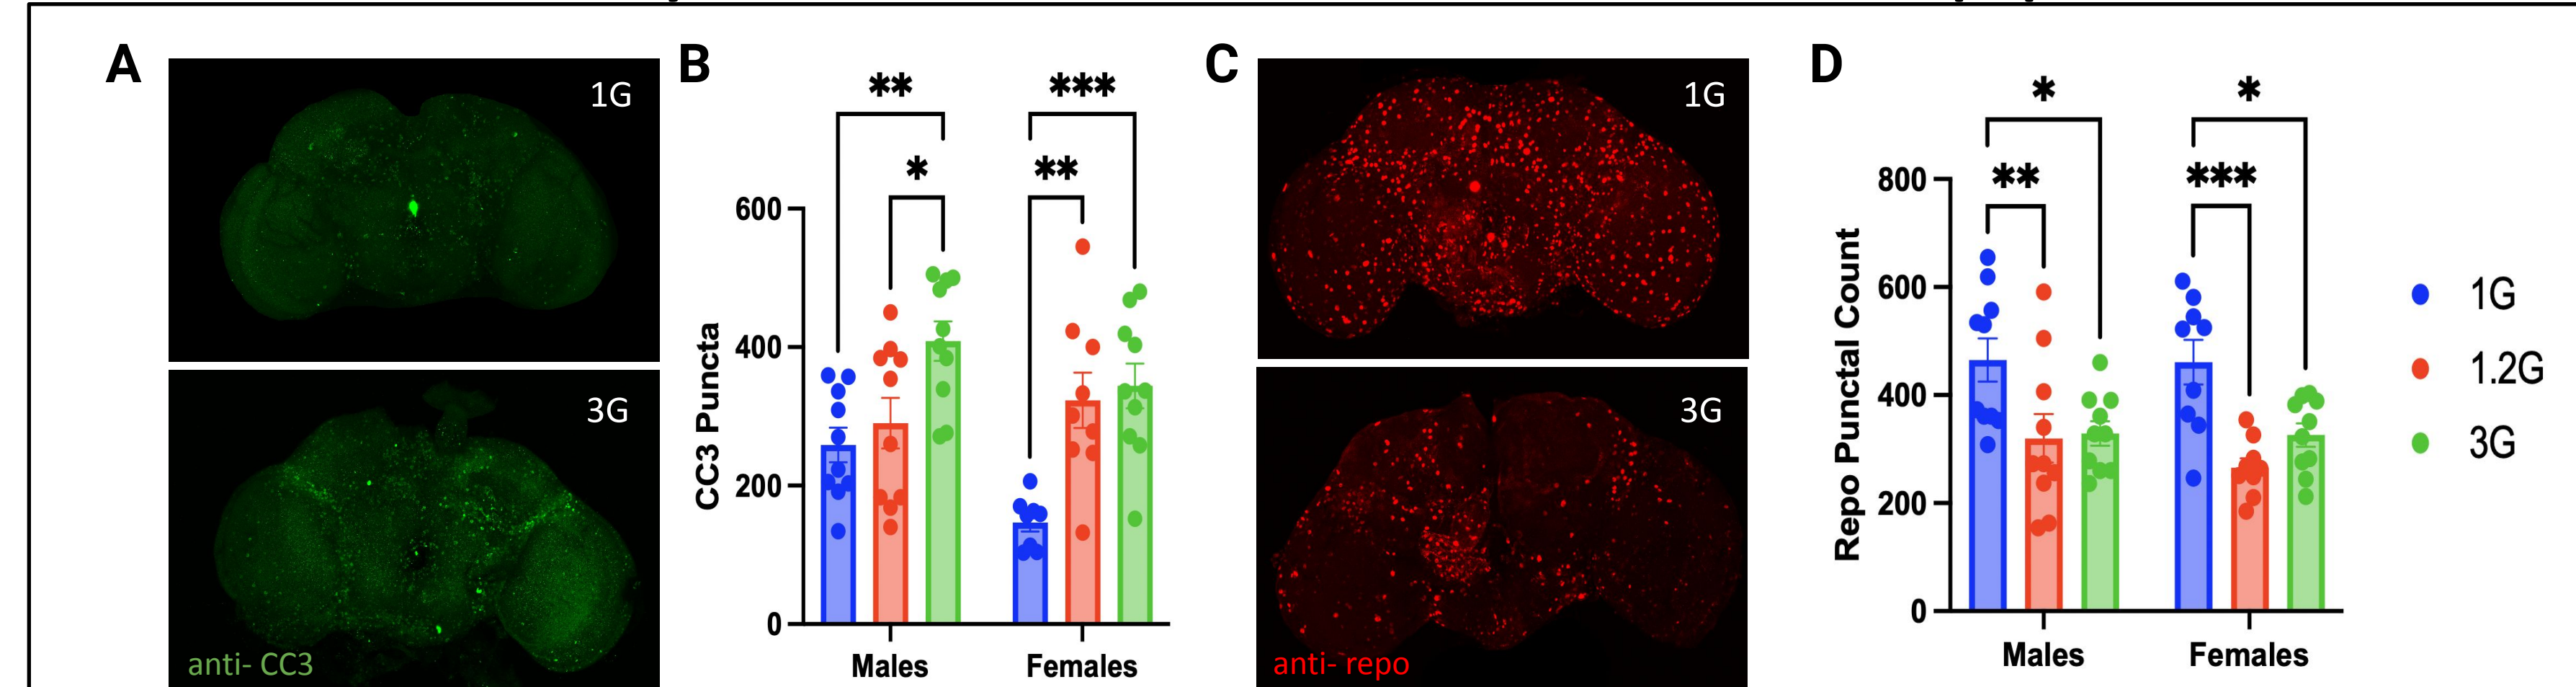 A
1G
3G
anti- CC3
B
** ***
* **
CC3 Puncta
600
400
200
0
Males Females
C
1G
3G
anti- repo
D
* *
** ***
Repo Punctal Count
800
600
400
200
0
Males Females
1G
1.2G
3G